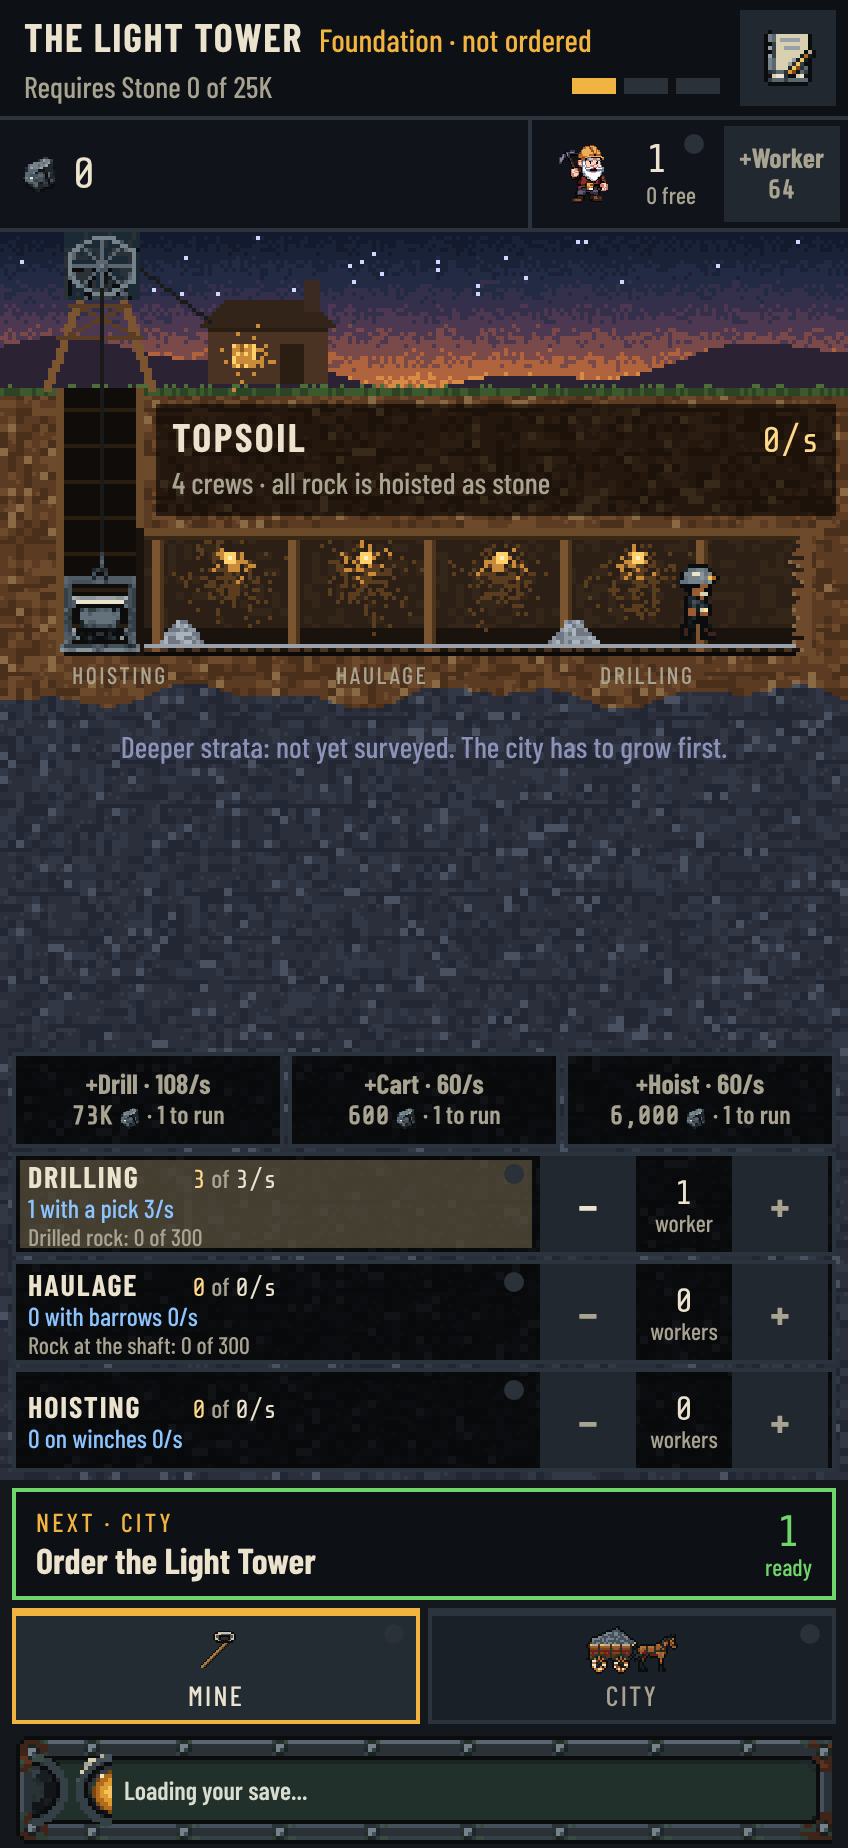 THE LIGHT TOWER Foundation · not ordered
Requires Stone 0 of 25K
0
1
0 free
+Worker
64
TOPSOIL 0/s
4 crews · all rock is hoisted as stone
HOISTING HAULAGE DRILLING
Deeper strata: not yet surveyed. The city has to grow first.
+Drill · 108/s
73K · 1 to run
+Cart · 60/s
600 · 1 to run
+Hoist · 60/s
6,000 · 1 to run
DRILLING 3 of 3/s
1 with a pick 3/s
Drilled rock: 0 of 300
− 1 +
worker
HAULAGE 0 of 0/s
0 with barrows 0/s
Rock at the shaft: 0 of 300
− 0 +
workers
HOISTING 0 of 0/s
0 on winches 0/s
− 0 +
workers
NEXT · CITY
Order the Light Tower
1
ready
MINE
CITY
Loading your save...